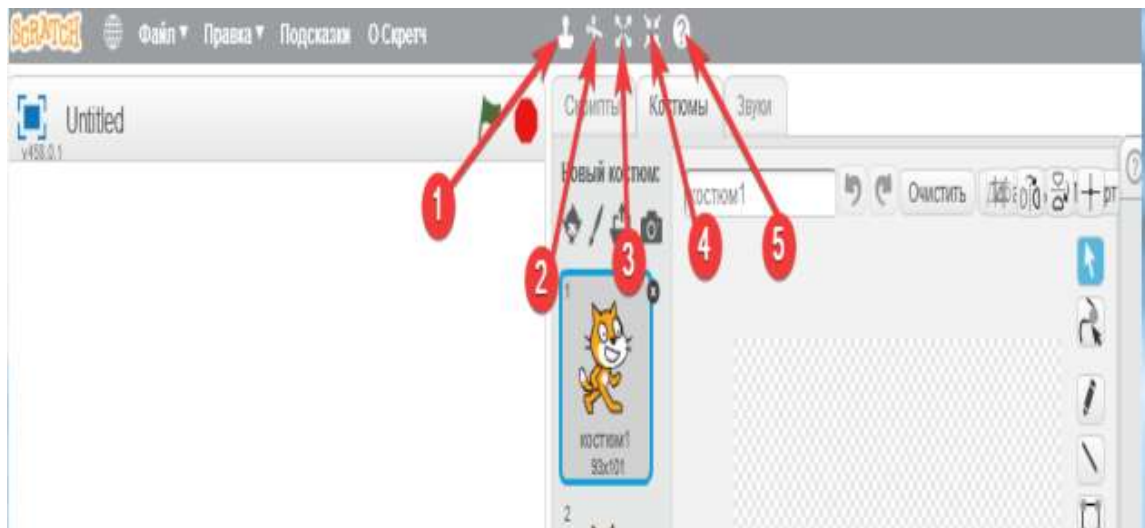 SCRATCH Файл Правка Подсказки О Скретч
Untitled
v458.0.1
Скрипты Костюмы Звуки
Новый костюм:
костюм1 Очистить
1
костюм1
93x101
2
1
2
3
4
5